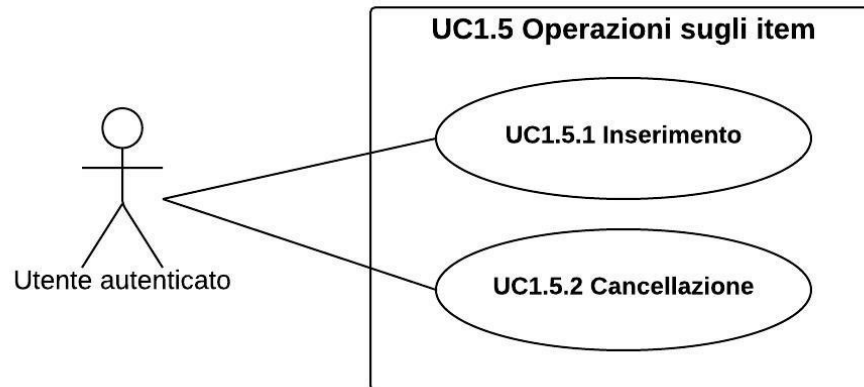 UC1.5 Operazioni sugli item
UC1.5.1 Inserimento
Utente autenticato
UC1.5.2 Cancellazione